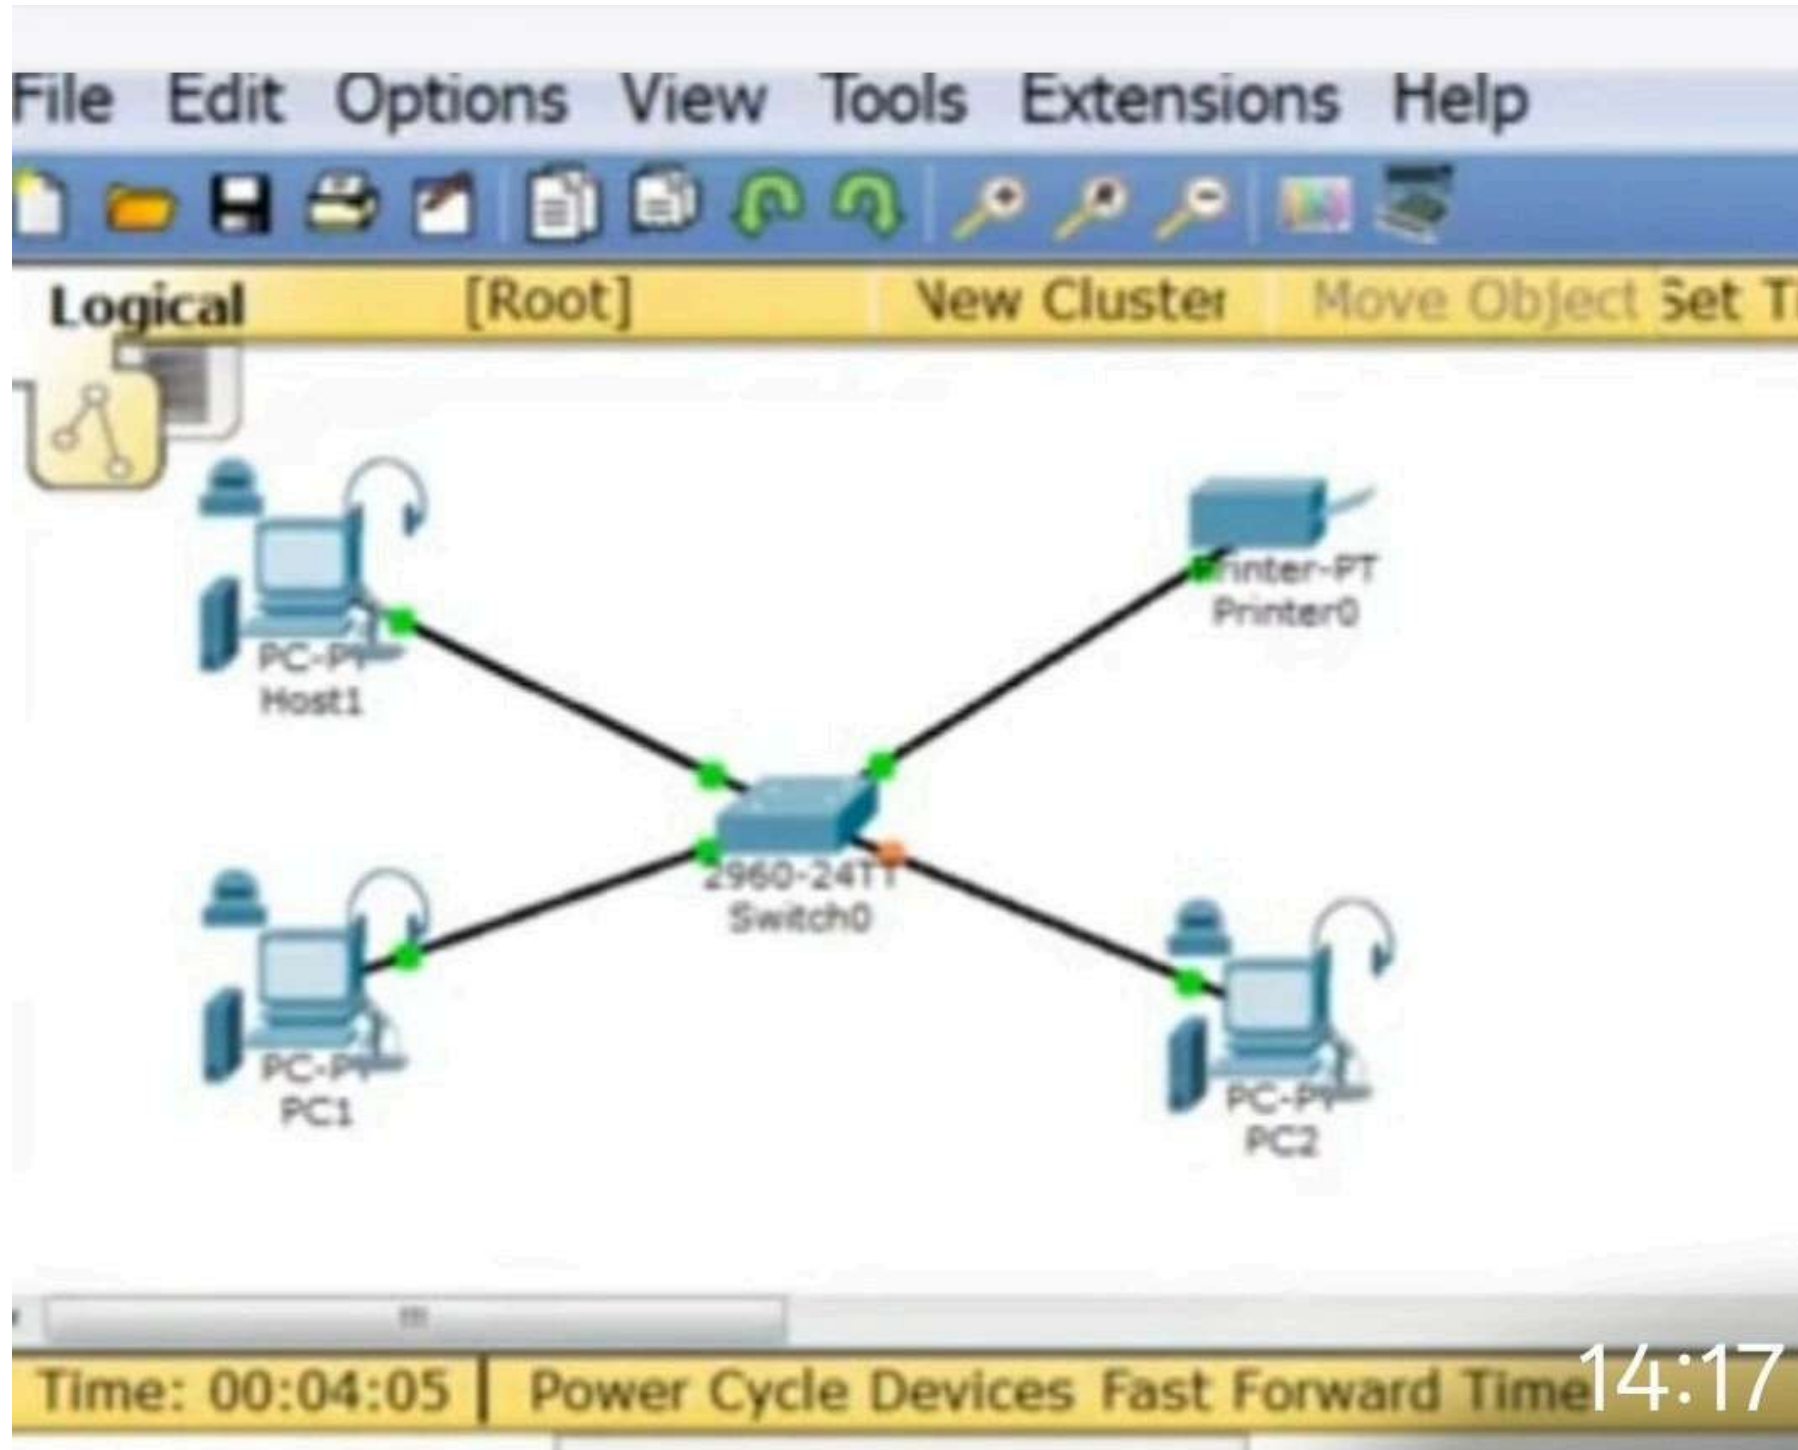 File Edit Options View Tools Extensions Help
Logical [Root] New Cluster Move Object Set T
PC-PT
Host1
Printer-PT
Printer0
2960-24TT
Switch0
PC-PT
PC1
PC-PT
PC2
Time: 00:04:05 Power Cycle Devices Fast Forward Time
14:17